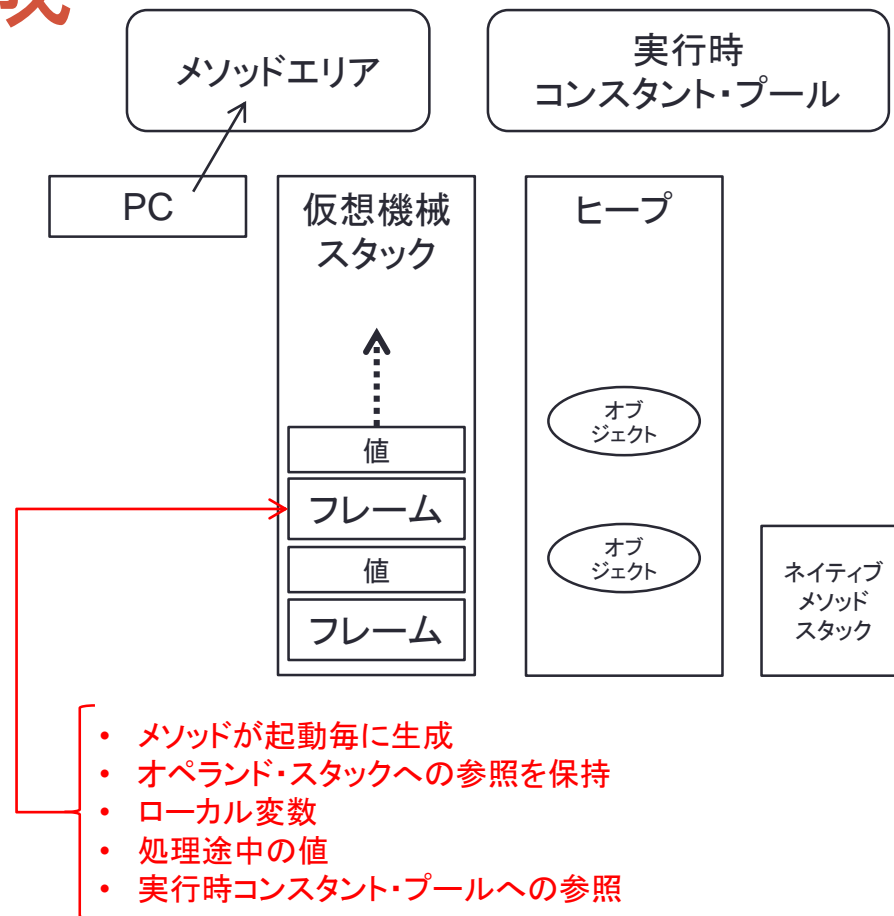 成
メソッドエリア
実行時
コンスタント・プール
PC
仮想機械
スタック
ヒープ
オブ
ジェクト
値
フレーム
オブ
ジェクト
値
フレーム
ネイティブ
メソッド
スタック
• メソッドが起動毎に生成
• オペランド・スタックへの参照を保持
• ローカル変数
• 処理途中の値
• 実行時コンスタント・プールへの参照